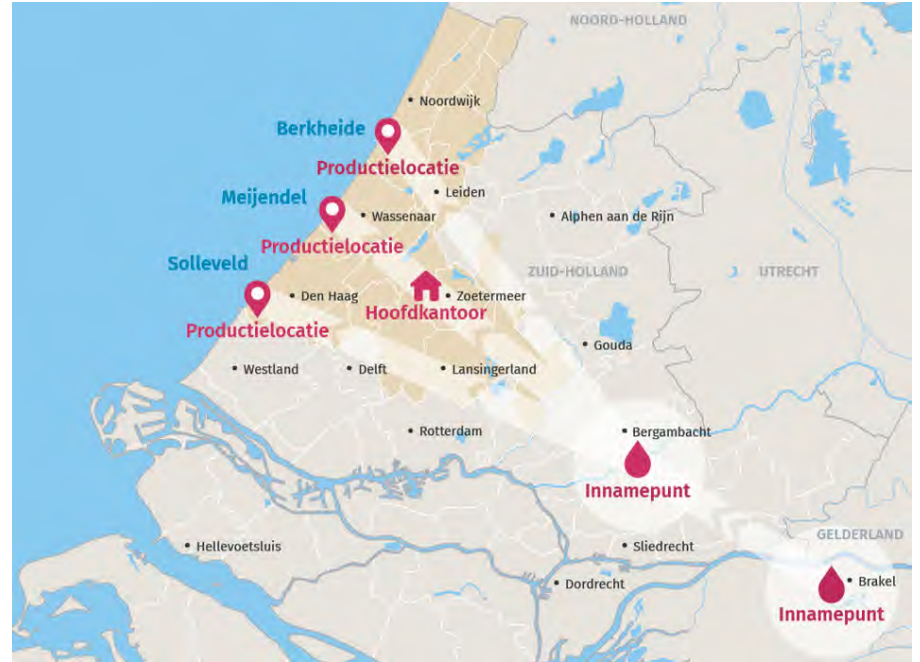 NOORD-HOLLAND
Noordwijk
Berkheide
Productielocatie
Leiden
Meijendel
Wassenaar
Alphen aan de Rijn
Productielocatie
Solleveld
ZUID-HOLLAND
UTRECHT
Den Haag
Zoetermeer
Hoofdkantoor
Productielocatie
Gouda
Westland
Delft
Lansingerland
Rotterdam
Bergambacht
Innamepunt
GELDERLAND
Hellevoetsluis
Sliedrecht
Dordrecht
Brakel
Innamepunt